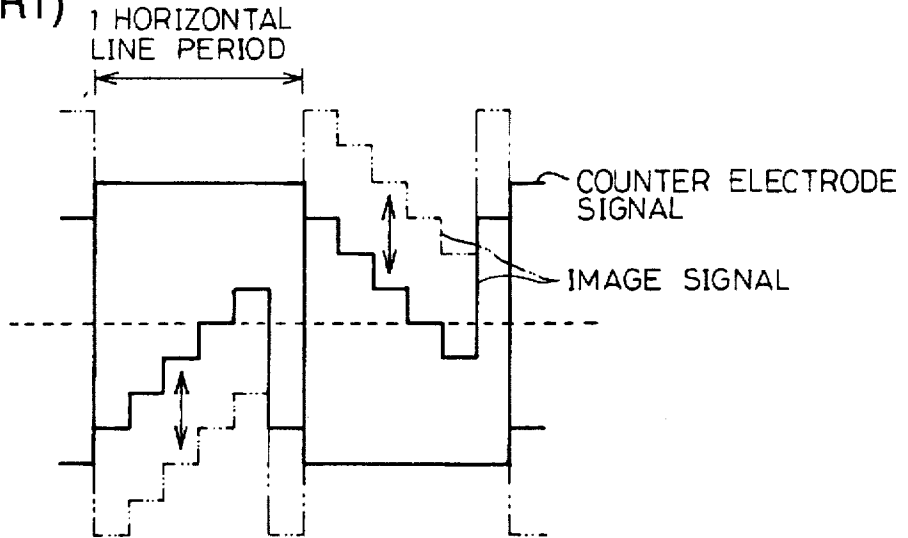 RT)
1 HORIZONTAL
LINE PERIOD
COUNTER ELECTRODE
SIGNAL
IMAGE SIGNAL